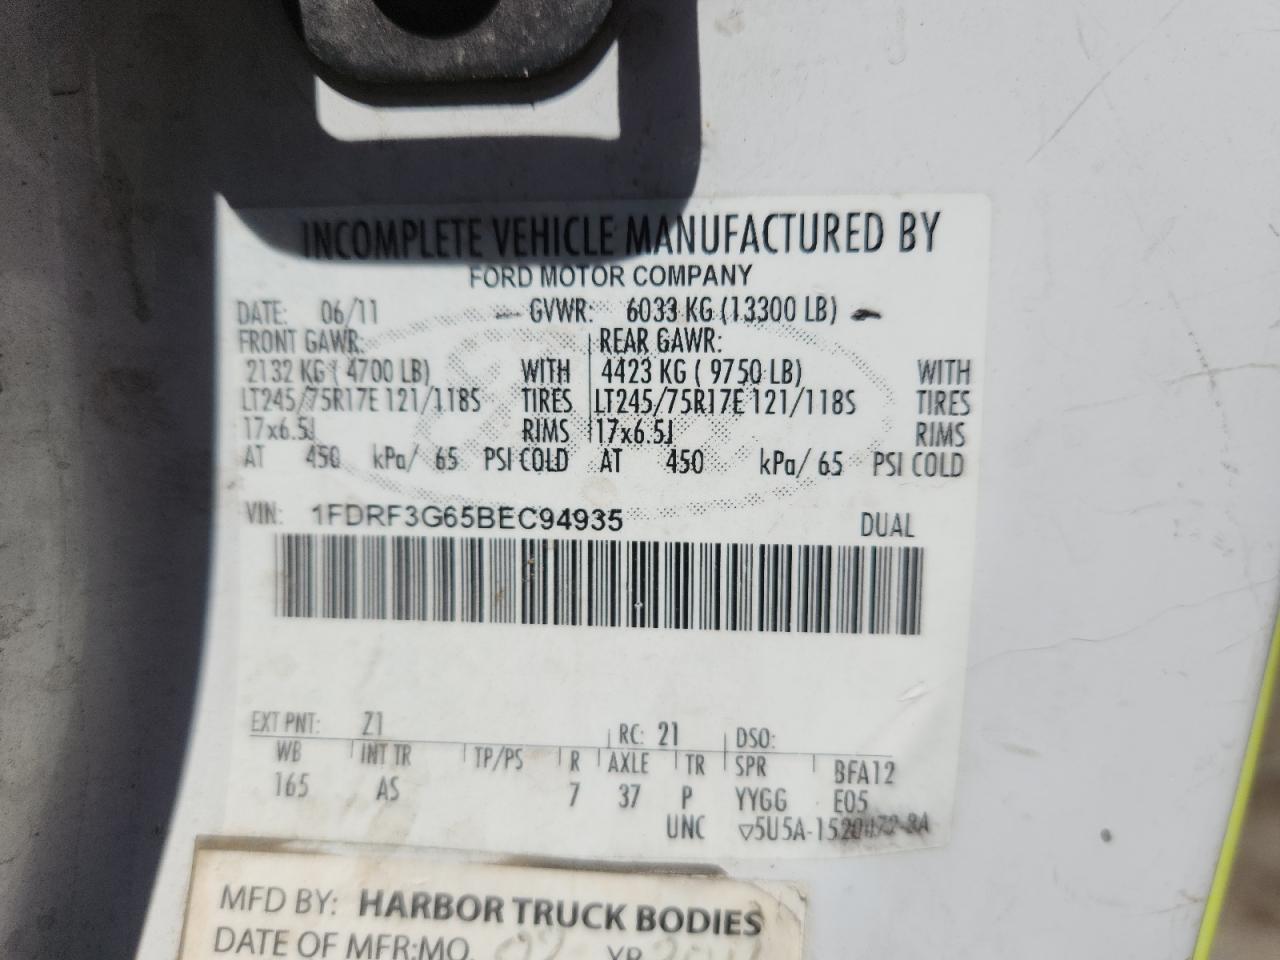 INCOMPLETE VEHICLE MANUFACTURED BY
FORD MOTOR COMPANY
DATE: 06/11 GVWR: 6033 KG (13300 LB)
FRONT GAWR: REAR GAWR:
2132 KG ( 4700 LB) WITH 4423 KG ( 9750 LB) WITH
LT245/75R17E 121/118S TIRES LT245/75R17E 121/118S TIRES
17x6.5J RIMS 17x6.5J RIMS
AT 450 kPa/ 65 PSI COLD AT 450 kPa/ 65 PSI COLD
VIN: 1FDRF3G65BEC94935 DUAL
EXT PNT: Z1 RC: 21 DSO:
WB INT TR TP/PS R AXLE TR SPR BFA12
165 AS 7 37 P YYGG E05
UNC
MFD BY: HARBOR TRUCK BODIES
DATE OF MFR:MO. YR